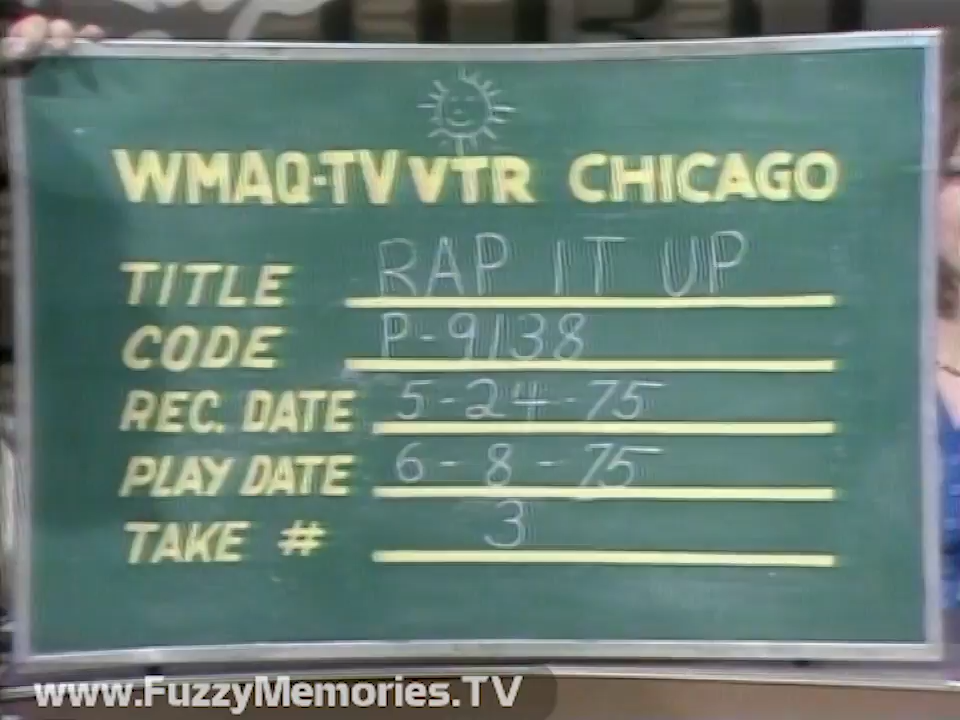 WMAQ-TV VTR CHICAGO
TITLE RAP IT UP
CODE P-9138
REC. DATE 5-24-75
PLAY DATE 6-8-75
TAKE # 3
www.FuzzyMemories.TV